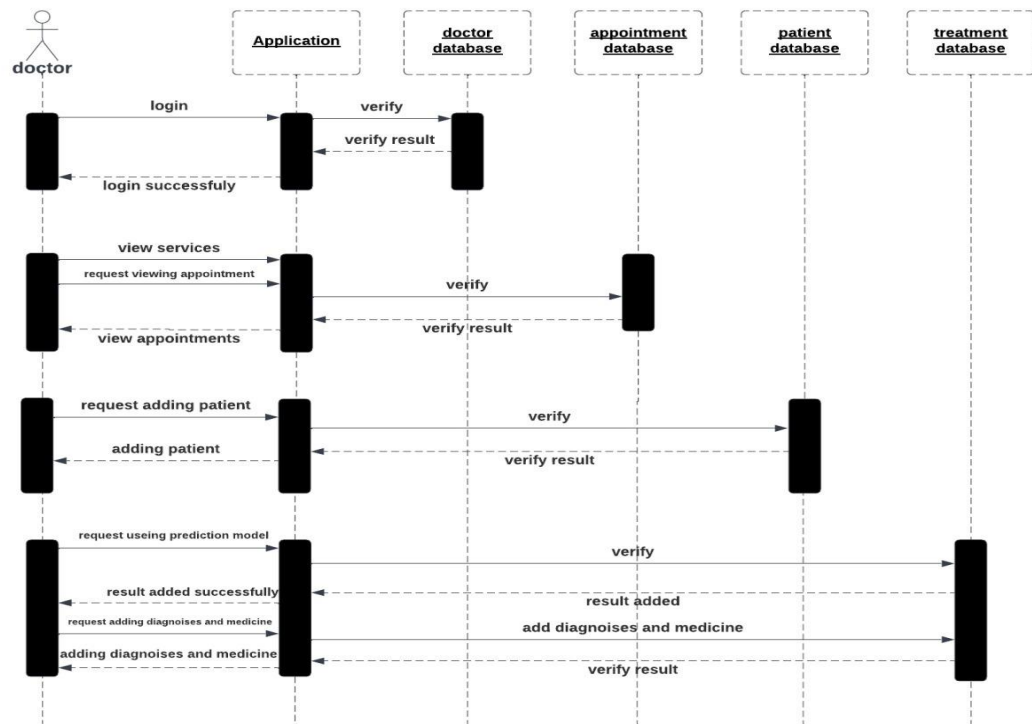 doctor
Application
doctor
database
appointment
database
patient
database
treatment
database
login
verify
verify result
login successfuly
view services
request viewing appointment
verify
verify result
view appointments
request adding patient
verify
adding patient
verify result
request useing prediction model
verify
result added successfully
result added
request adding diagnoises and medicine
add diagnoises and medicine
adding diagnoises and medicine
verify result